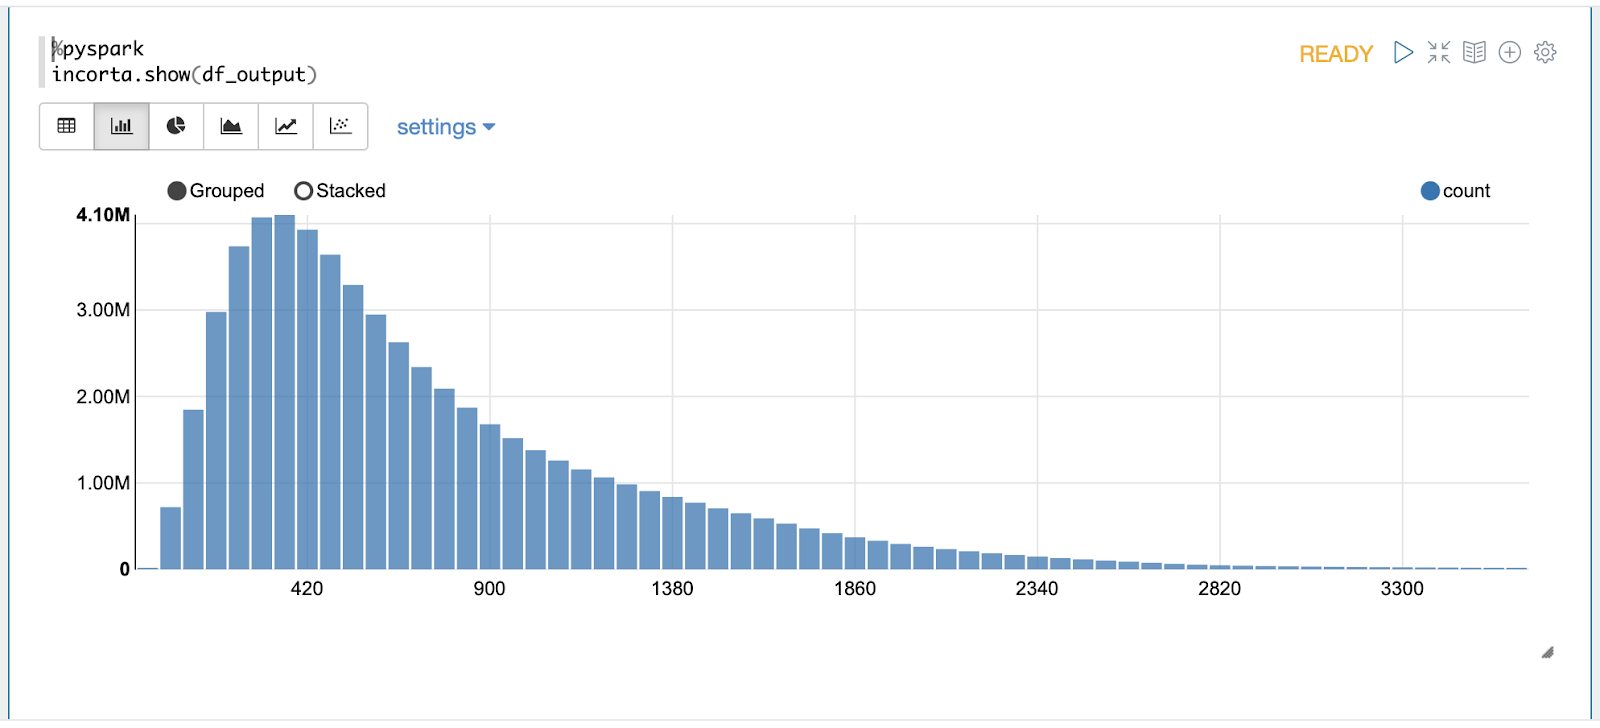 %pyspark
incorta.show(df_output)
READY
settings
Grouped Stacked
count
4.10M
3.00M
2.00M
1.00M
0
420 900 1380 1860 2340 2820 3300